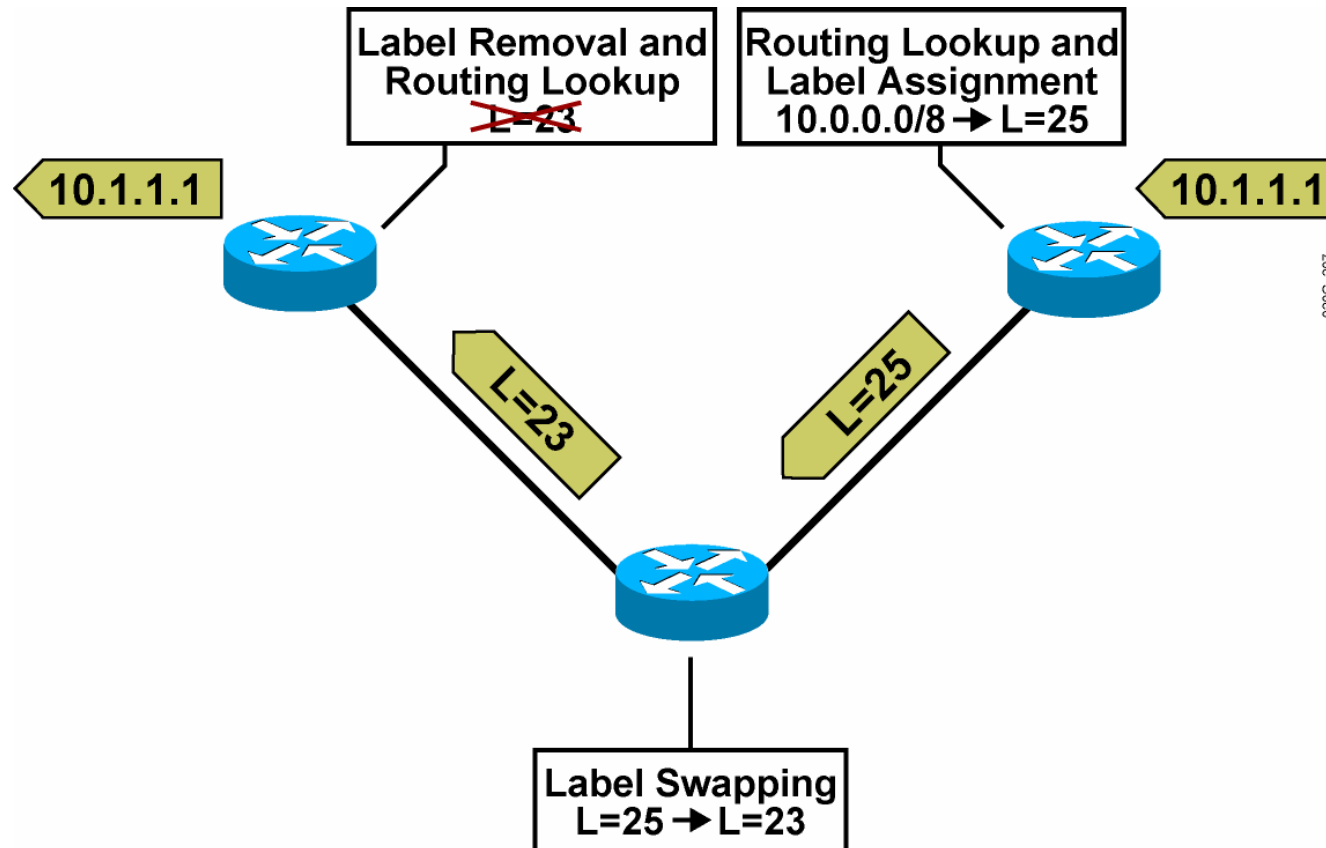 Label Removal and
Routing Lookup
L=23
Routing Lookup and
Label Assignment
10.0.0.0/8 → L=25
10.1.1.1
10.1.1.1
L=23
L=25
Label Swapping
L=25 → L=23